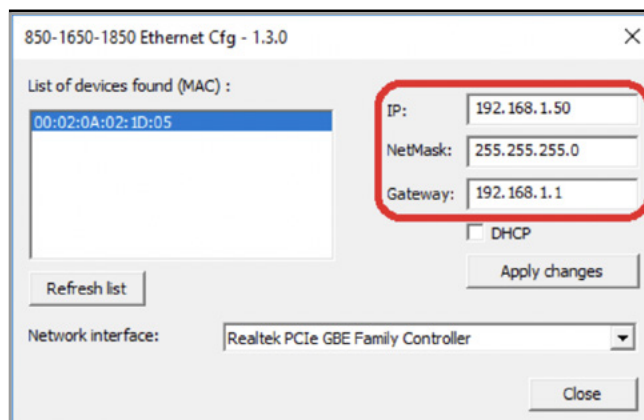 850-1650-1850 Ethernet Cfg - 1.3.0
List of devices found (MAC) :
00:02:0A:02:1D:05
IP: 192.168.1.50
NetMask: 255.255.255.0
Gateway: 192.168.1.1
DHCP
Apply changes
Refresh list
Network interface: Realtek PCIe GBE Family Controller
Close